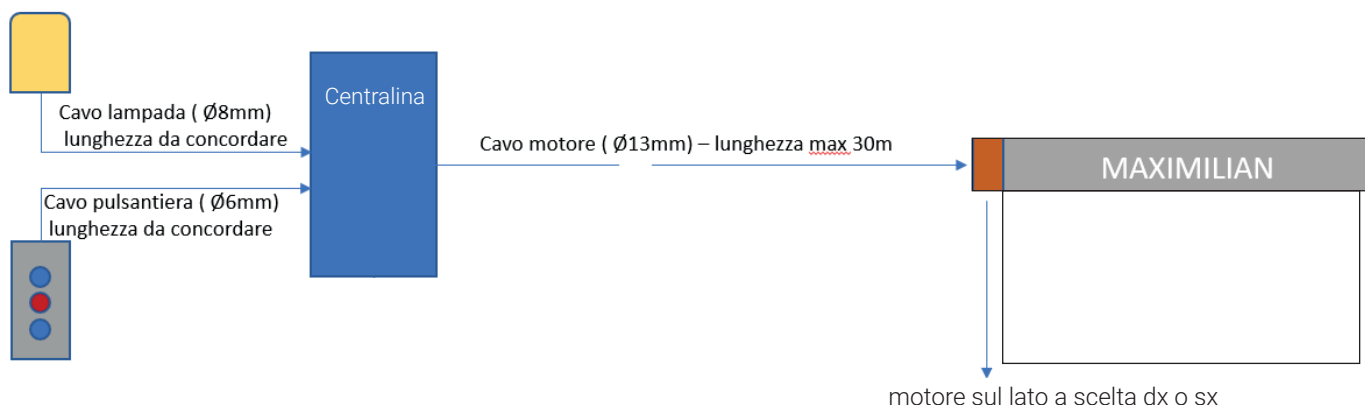 Cavo lampada ( Ø8mm)
lunghezza da concordare
Centralina
Cavo pulsantiera ( Ø6mm)
lunghezza da concordare
Cavo motore ( Ø13mm) – lunghezza max 30m
MAXIMILIAN
motore sul lato a scelta dx o sx